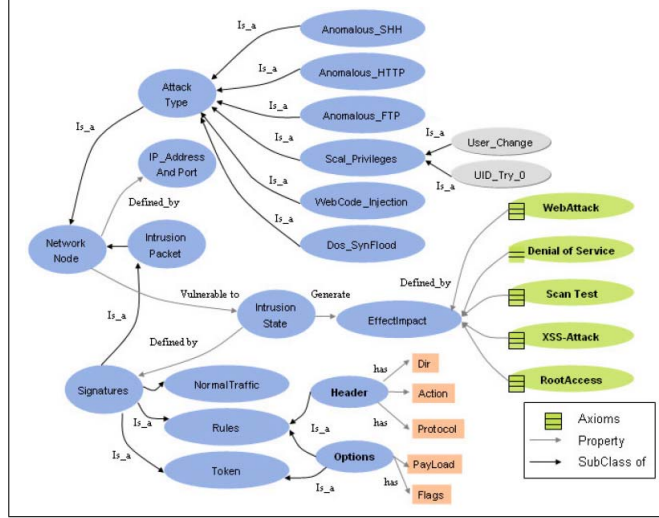 Is_a
Anomalous_SHH
Is_a
Anomalous_HTTP
Attack
Type
Is_a
Anomalous_FTP
Is_a
Is_a
User_Change
Is_a
Scal_Privileges
IP_Address
And Port
Is_a
UID_Try_0
Is_a
Defined_by
WebCode_Injection
WebAttack
Is_a
Network
Node
Intrusion
Packet
Dos_SynFlood
Denial of Service
Defined_by
Vulnerable to
Intrusion
State
Generate
EffectImpact
Scan Test
Is_a
Defined by
XSS-Attack
Signatures
NormalTraffic
Header
has
Dir
RootAccess
Is_a
Rules
Is_a
has
Action
Protocol
Axioms
Property
SubClass of
Is_a
Token
Options
Is_a
has
PayLoad
Flags